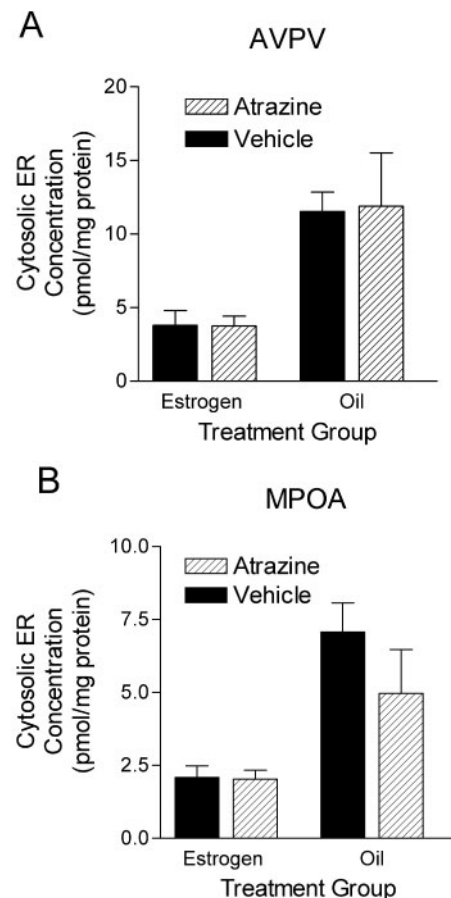 A
AVPV
Cytosolic ER
Concentration
(pmol/mg protein)
20
15
10
5
0
Atrazine
Vehicle
Estrogen
Oil
Treatment Group
B
MPOA
Cytosolic ER
Concentration
(pmol/mg protein)
10.0
7.5
5.0
2.5
0.0
Atrazine
Vehicle
Estrogen
Oil
Treatment Group